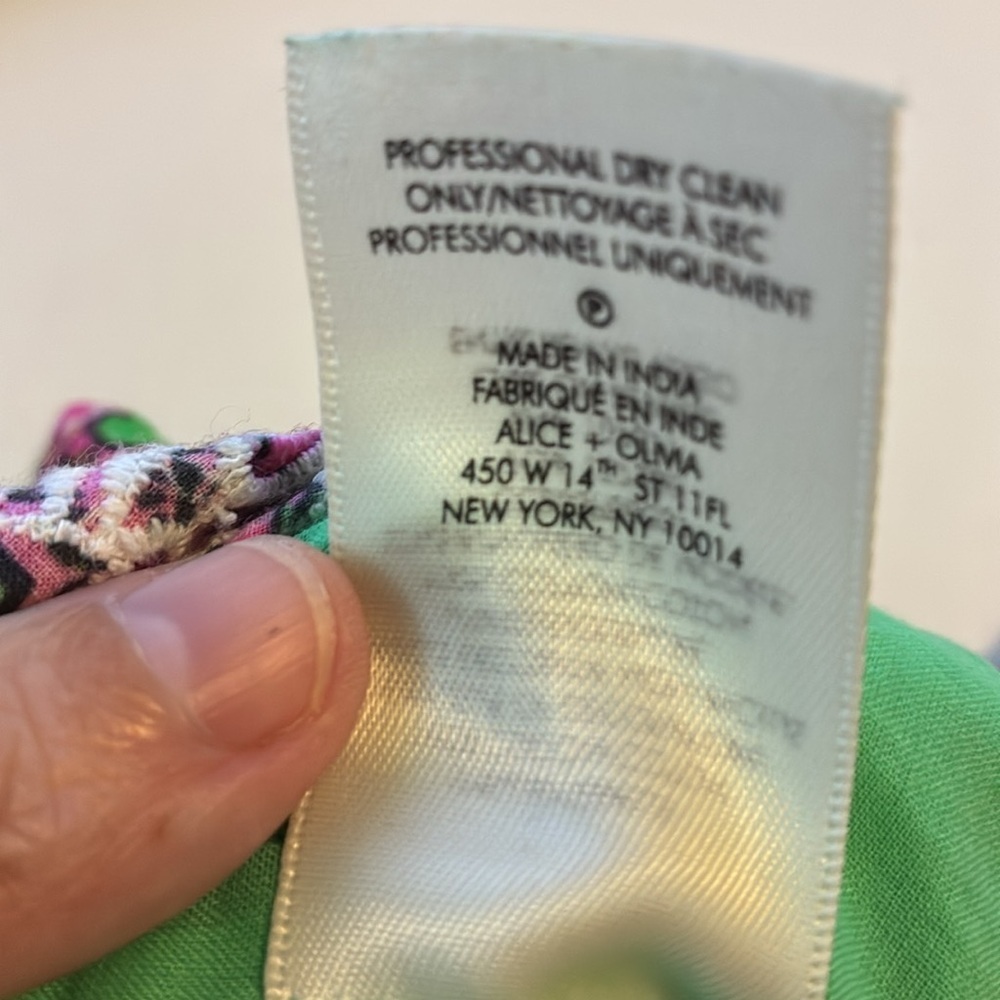 PROFESSIONAL DRY CLEAN
ONLY/NETTOYAGE À SEC
PROFESSIONNEL UNIQUEMENT
Ⓟ
MADE IN INDIA
FABRIQUÉ EN INDE
ALICE + OLIVIA
450 W 14TH ST 11FL
NEW YORK, NY 10014